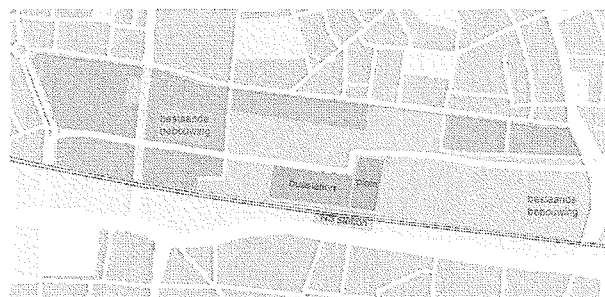 bestaande
bebouwing
busstation
plein
NS station
bestaande
bebouwing